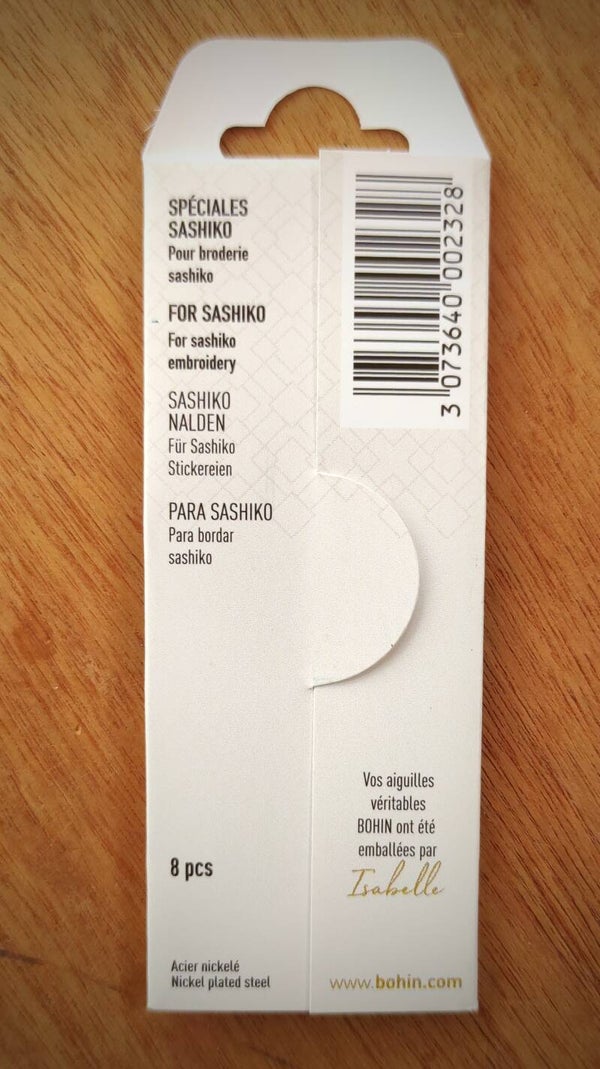 SPÉCIALES
SASHIKO
Pour broderie
sashiko
FOR SASHIKO
For sashiko
embroidery
SASHIKO
NALDEN
Für Sashiko
Stickereien
PARA SASHIKO
Para bordar
sashiko
8 pcs
Acier nickelé
Nickel plated steel
3 073640 002328
Vos aiguilles
véritables
BOHIN ont été
emballées par
Isabelle
www.bohin.com